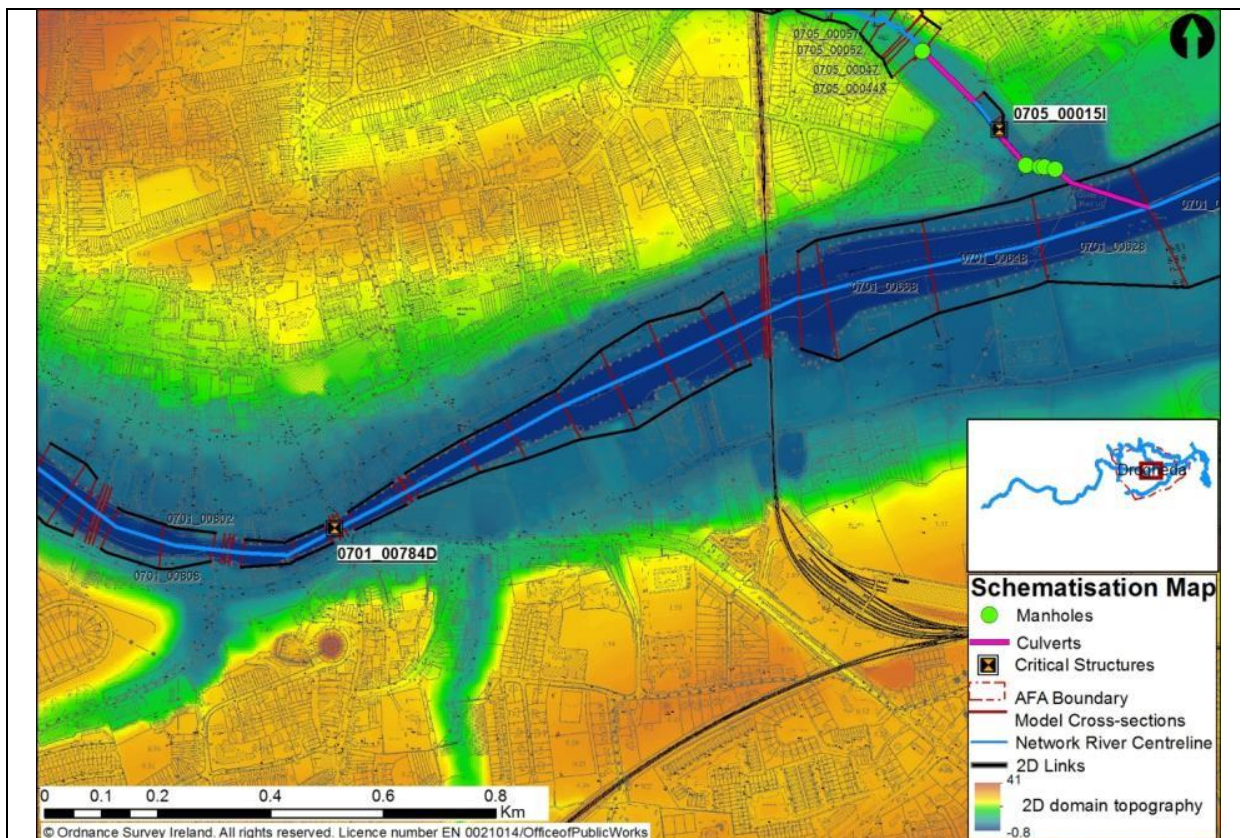 0705_00057
0705_00052
0705_00047
0705_00044X
0705_00015I
0701_00628
0701_00648
0701_00668
0701_00802
0701_00784D
0701_00806
Drogheda
Schematisation Map
Manholes
Culverts
Critical Structures
AFA Boundary
Model Cross-sections
Network River Centreline
2D Links
41
2D domain topography
-0.8
0 0.1 0.2 0.4 0.6 0.8
Km
© Ordnance Survey Ireland. All rights reserved. Licence number EN 0021014/OfficeofPublicWorks